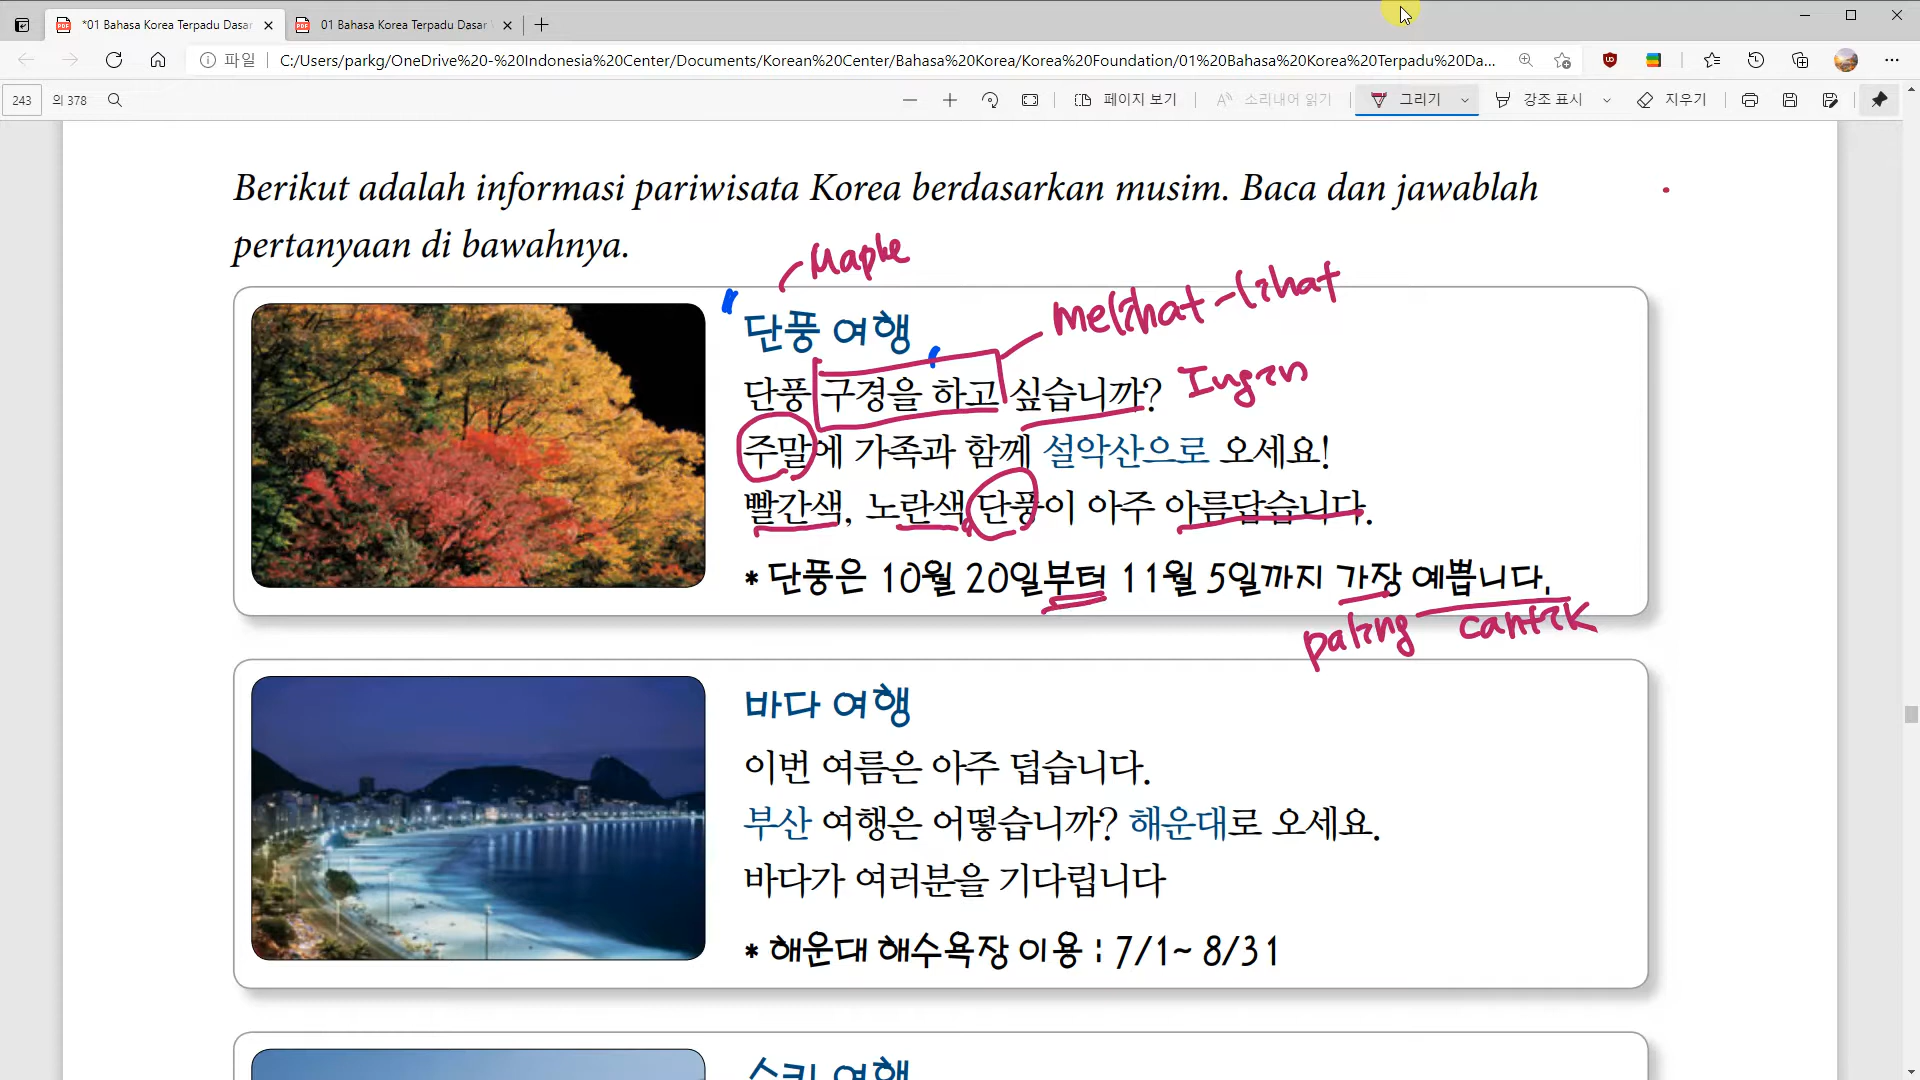 *01 Bahasa Korea Terpadu Dasar
01 Bahasa Korea Terpadu Dasar
파일
C:/Users/parkg/OneDrive%20-%20Indonesia%20Center/Documents/Korean%20Center/Bahasa%20Korea/Korea%20Foundation/01%20Bahasa%20Korea%20Terpadu%20Da...
243 의 378
페이지 보기
소리내어 읽기
그리기
강조 표시
지우기
Berikut adalah informasi pariwisata Korea berdasarkan musim. Baca dan jawablah
pertanyaan di bawahnya.
Maple
melihat-lihat
단풍 여행
단풍 구경을 하고 싶습니까?
Ingin
주말에 가족과 함께 설악산으로 오세요!
빨간색, 노란색 단풍이 아주 아름답습니다.
* 단풍은 10월 20일부터 11월 5일까지 가장 예쁩니다.
paling cantik
바다 여행
이번 여름은 아주 덥습니다.
부산 여행은 어떻습니까? 해운대로 오세요.
바다가 여러분을 기다립니다
* 해운대 해수욕장 이용 : 7/1~ 8/31
스키 여행